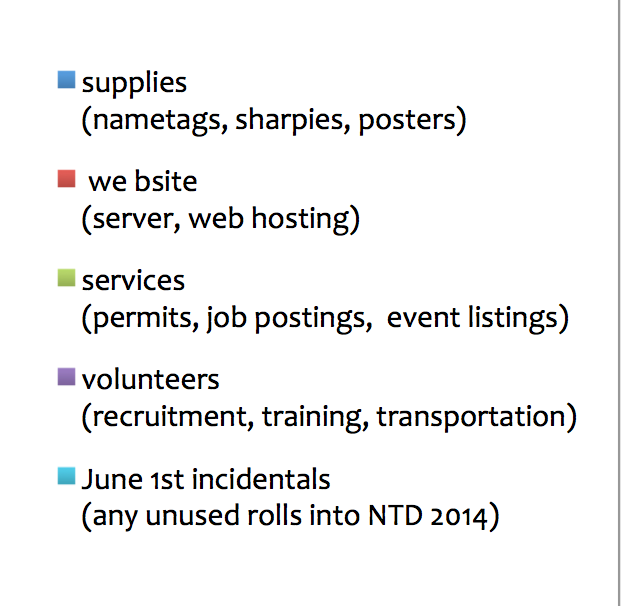 supplies
(nametags, sharpies, posters)
we bsite
(server, web hosting)
services
(permits, job postings,  event listings)
volunteers
(recruitment, training, transportation)
June 1st incidentals
(any unused rolls into NTD 2014)